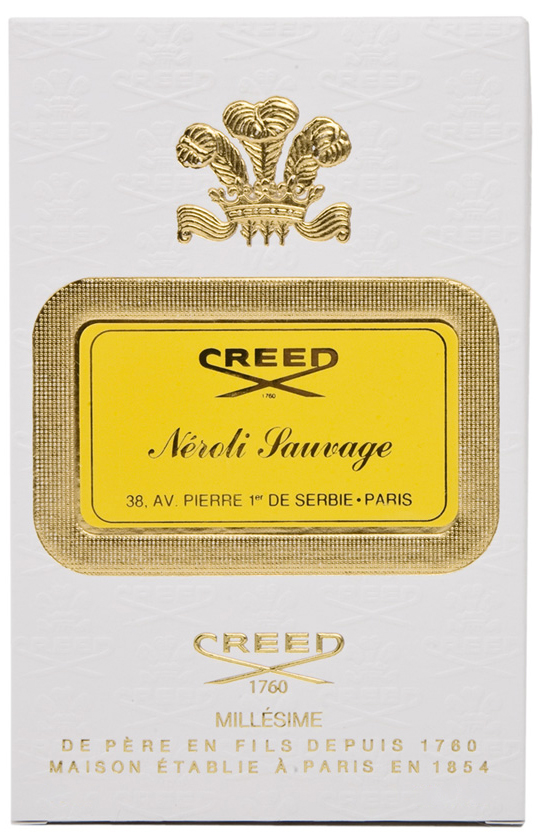 CREED
1760
Néroli Sauvage
38, AV. PIERRE 1er DE SERBIE • PARIS
CREED
1760
MILLÉSIME
DE PÈRE EN FILS DEPUIS 1760
MAISON ÉTABLIE À PARIS EN 1854